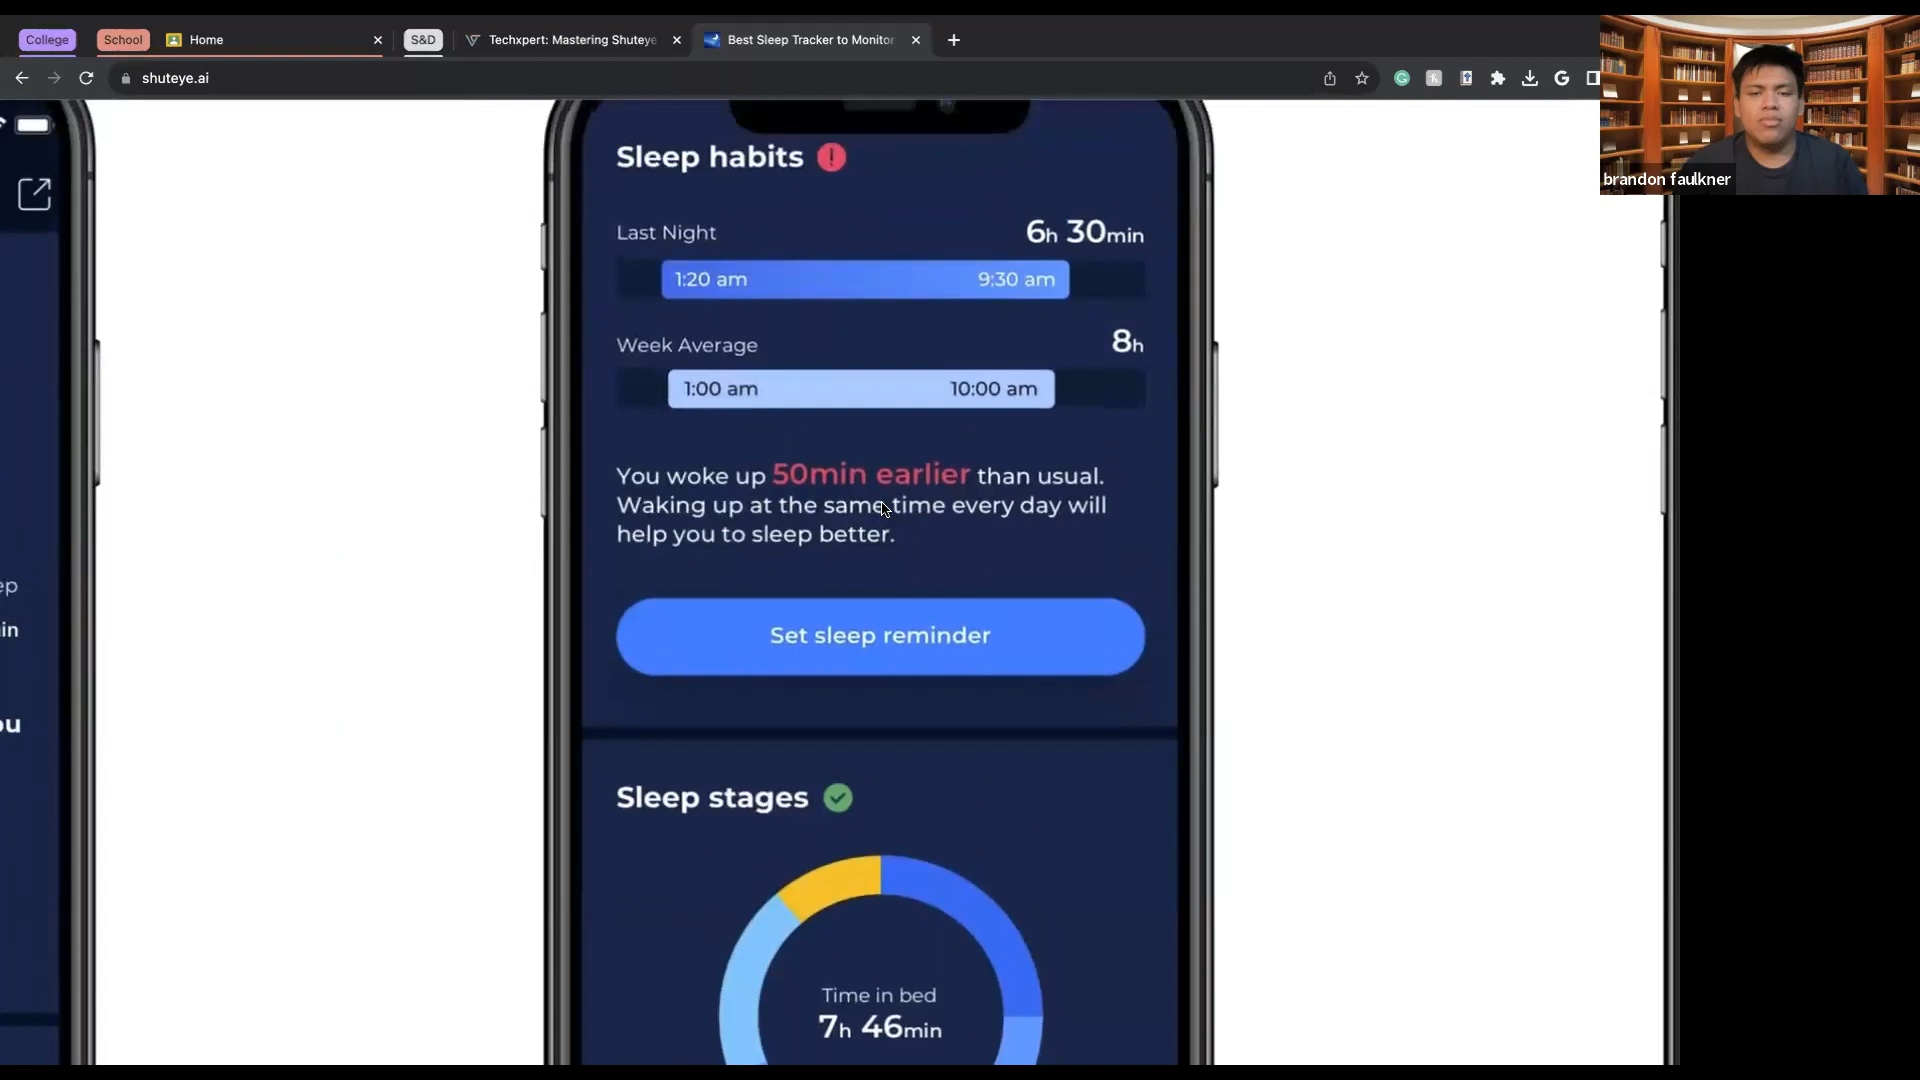 College
School
Home
S&D
Techxpert: Mastering Shuteye
Best Sleep Tracker to Monitor
shuteye.ai
brandon faulkner
Sleep habits
Last Night
6h 30min
1:20 am
9:30 am
Week Average
8h
1:00 am
10:00 am
You woke up 50min earlier than usual.
Waking up at the same time every day will
help you to sleep better.
Set sleep reminder
Sleep stages
Time in bed
7h 46min